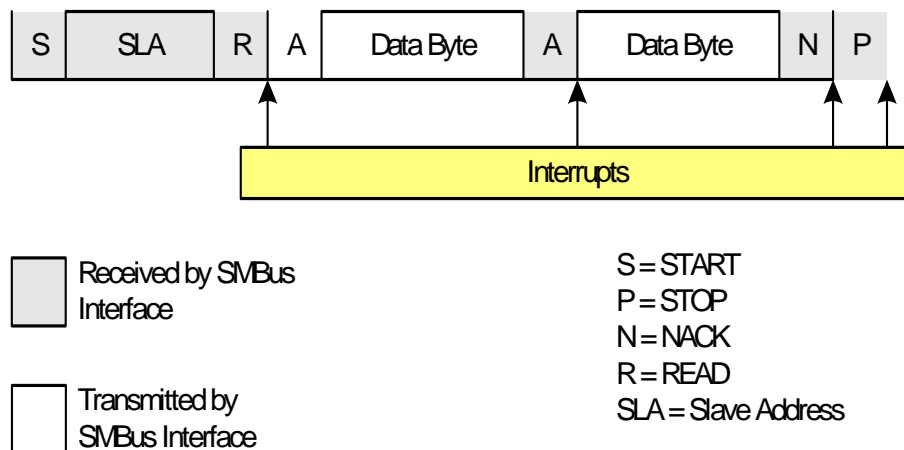 S SLA R A Data Byte A Data Byte N P
Interrupts
Received by SMBus
Interface
Transmitted by
SMBus Interface
S = START
P = STOP
N = NACK
R = READ
SLA = Slave Address